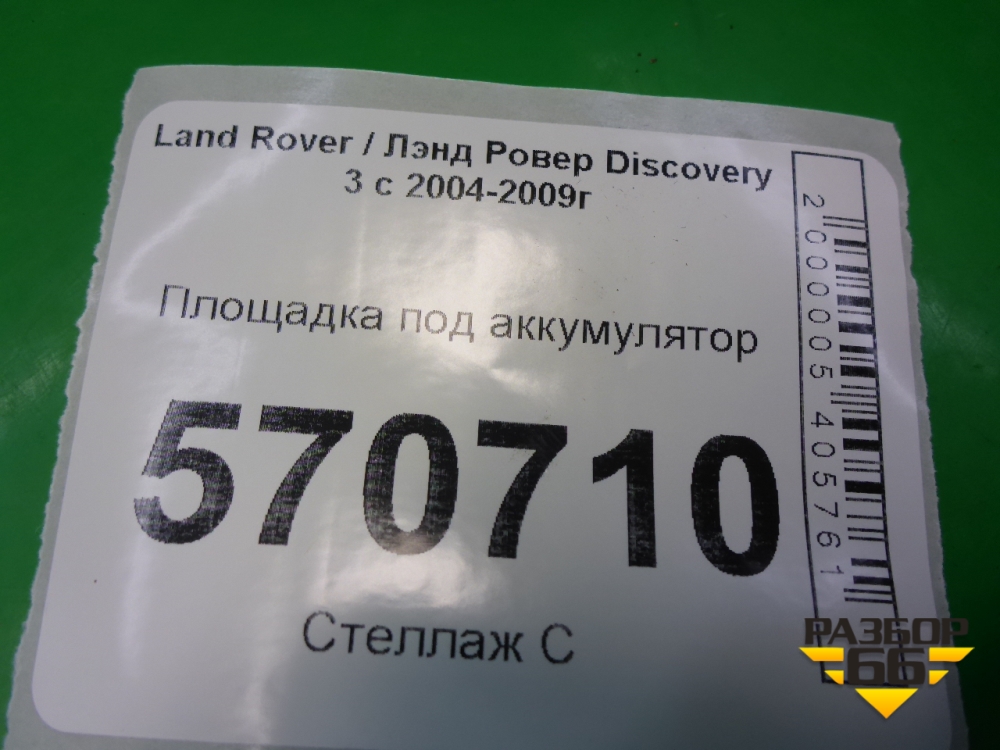 Land Rover / Лэнд Ровер Discovery
3 с 2004-2009г
Площадка под аккумулятор
570710
Стеллаж С
2000005405761
РАЗБОР
66